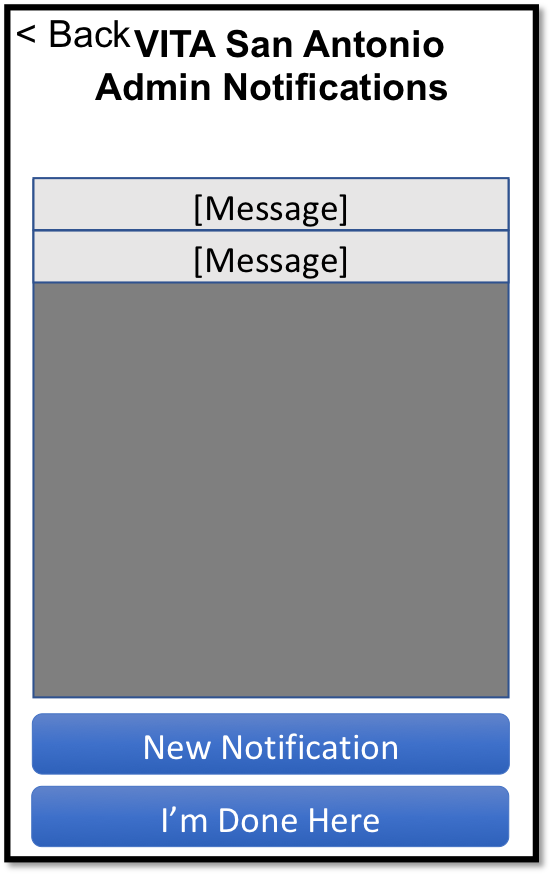 < Back
VITA San Antonio
Admin Notifications
[Message]
[Message]
New Notification
I’m Done Here